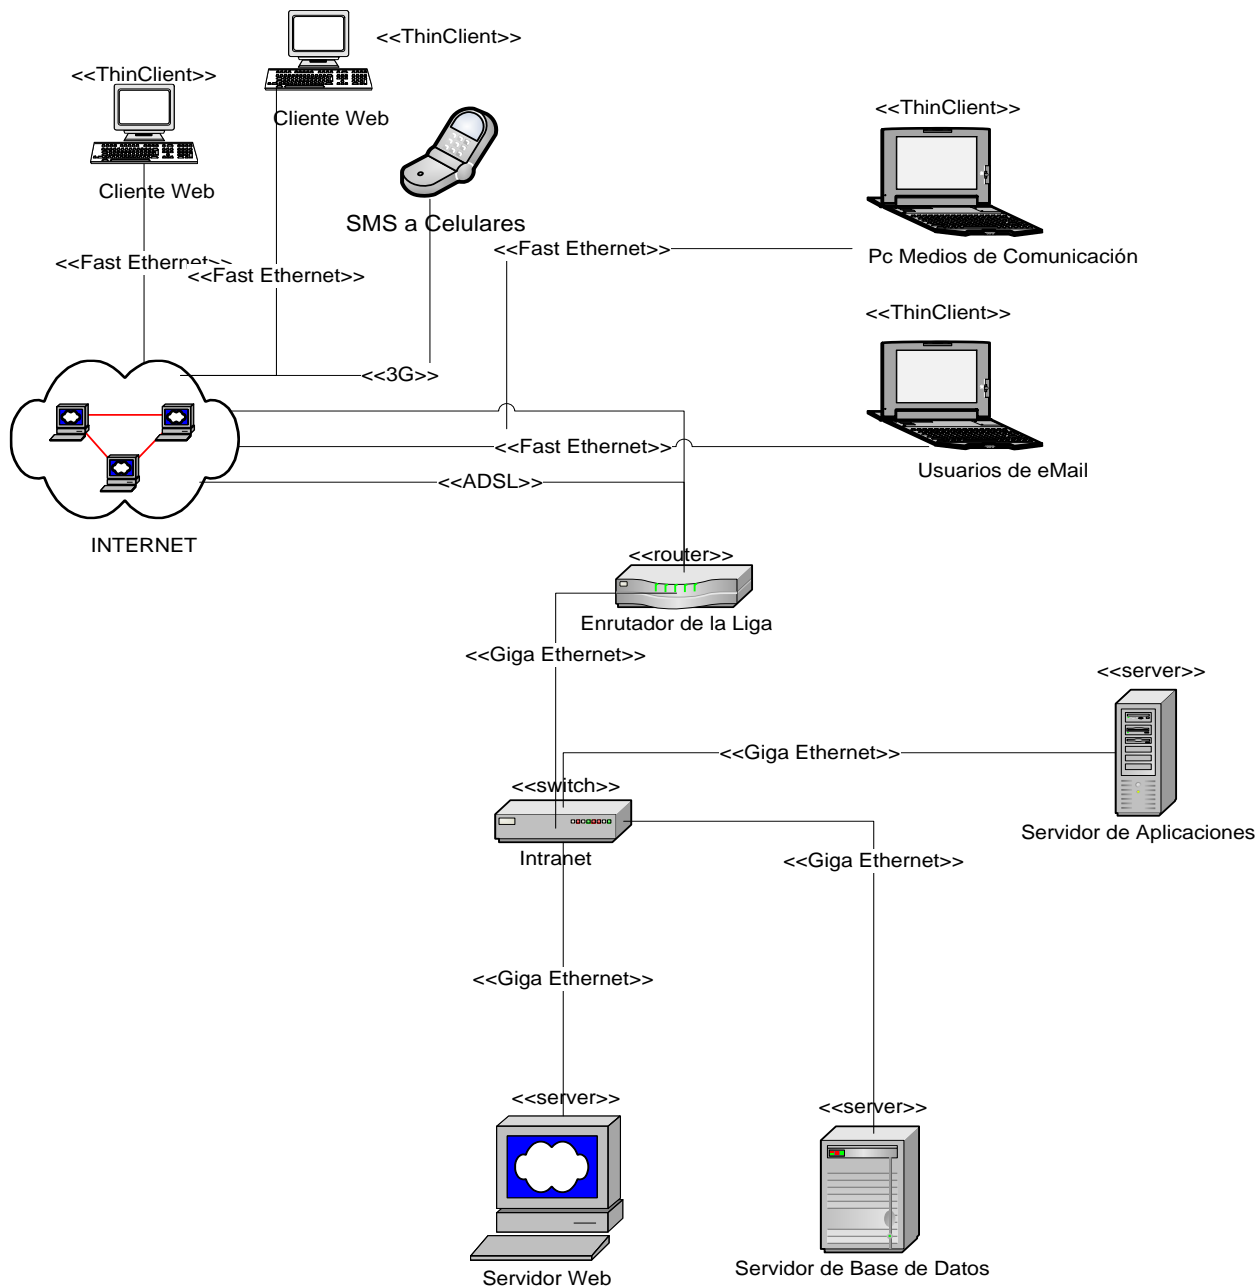 <<ThinClient>>
<<ThinClient>>
Cliente Web
<<ThinClient>>
Cliente Web
SMS a Celulares
<<Fast Ethernet>>
Pc Medios de Comunicación
<<Fast Ethernet>>
<<Fast Ethernet>>
<<ThinClient>>
<<3G>>
<<Fast Ethernet>>
Usuarios de eMail
<<ADSL>>
INTERNET
<<router>>
Enrutador de la Liga
<<Giga Ethernet>>
<<server>>
<<Giga Ethernet>>
<<switch>>
Servidor de Aplicaciones
Intranet
<<Giga Ethernet>>
<<Giga Ethernet>>
<<server>>
<<server>>
Servidor de Base de Datos
Servidor Web